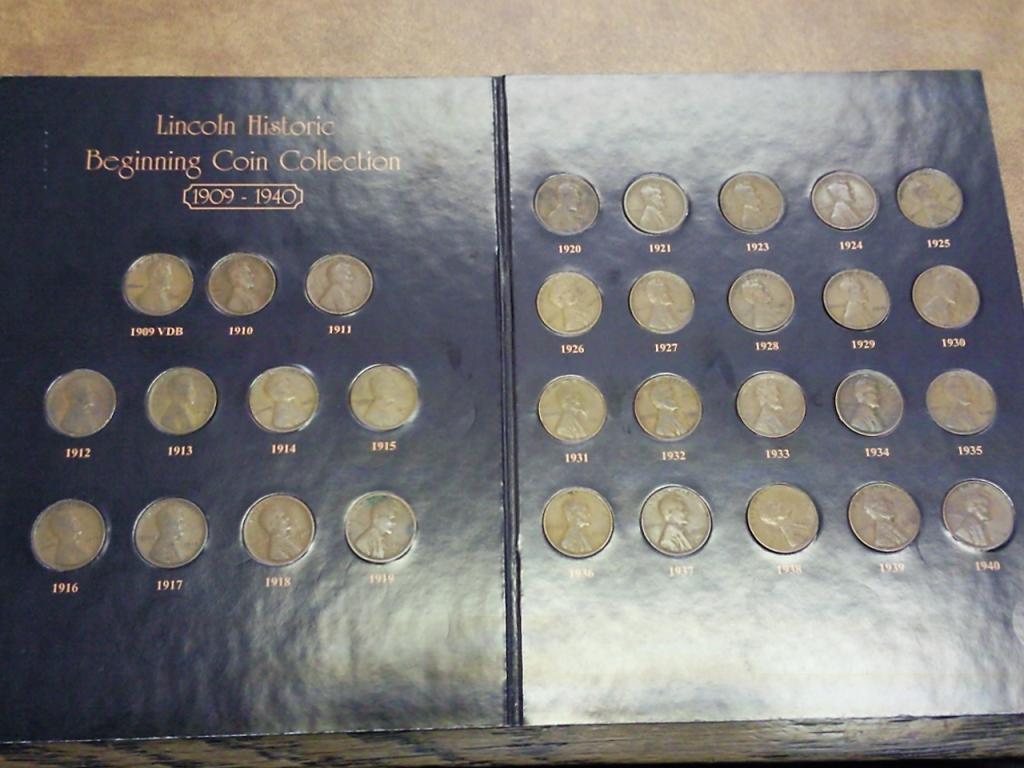 Lincoln Historic
Beginning Coin Collection
1909 - 1940
1909 VDB 1910 1911
1912 1913 1914 1915
1916 1917 1918 1919
1920 1921 1923 1924 1925
1926 1927 1928 1929 1930
1931 1932 1933 1934 1935
1936 1937 1938 1939 1940